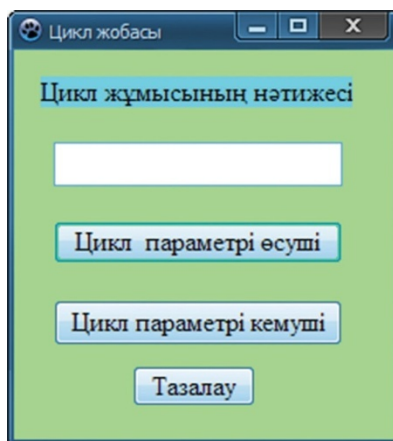 Цикл жобасы
Цикл жұмысының нәтижесі
Цикл параметрі өсуші
Цикл параметрі кемуші
Тазалау